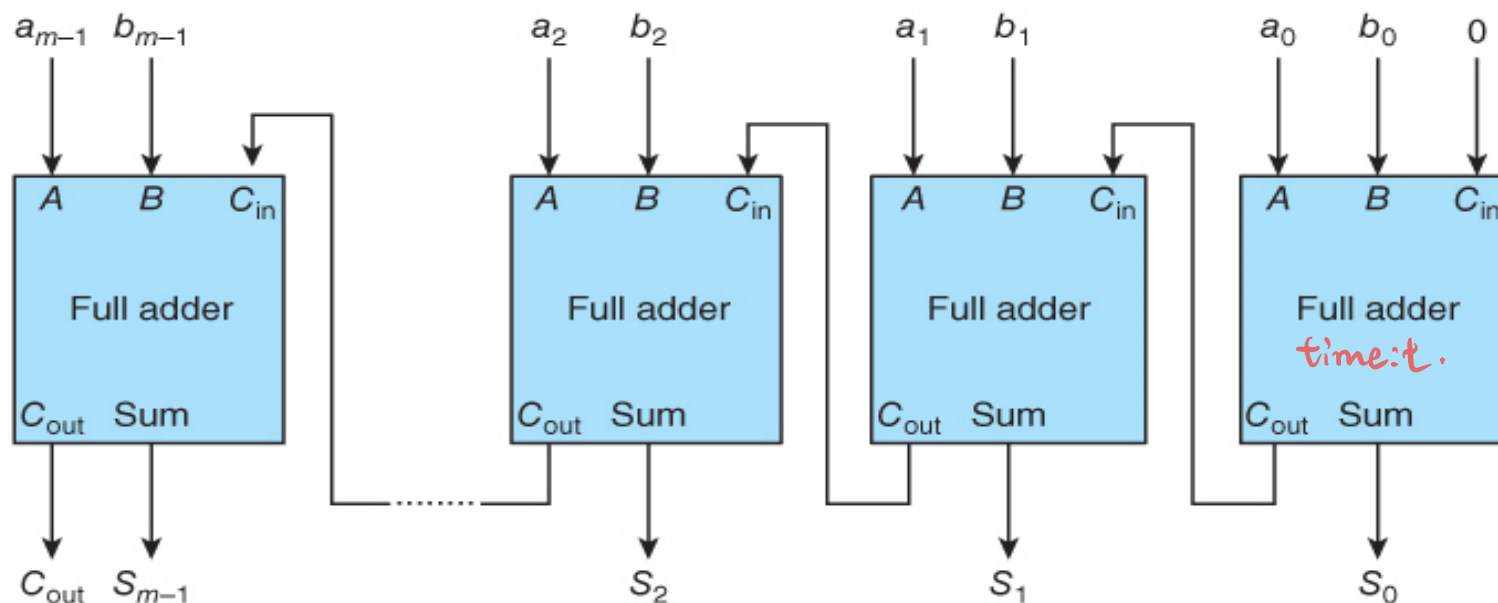 a_{m–1} b_{m–1} a_2 b_2 a_1 b_1 a_0 b_0 0
A B C_in A B C_in A B C_in A B C_in
Full adder Full adder Full adder Full adder
time:t.
C_out Sum C_out Sum C_out Sum C_out Sum
C_out S_{m–1} S_2 S_1 S_0